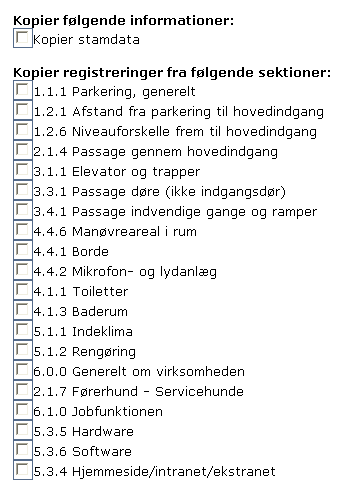 Kopier følgende informationer:
Kopier stamdata
Kopier registreringer fra følgende sektioner:
1.1.1 Parkering, generelt
1.2.1 Afstand fra parkering til hovedindgang
1.2.6 Niveauforskelle frem til hovedindgang
2.1.4 Passage gennem hovedindgang
3.1.1 Elevator og trapper
3.3.1 Passage døre (ikke indgangsdør)
3.4.1 Passage indvendige gange og ramper
4.4.6 Manøvreareal i rum
4.4.1 Borde
4.4.2 Mikrofon- og lydanlæg
4.1.1 Toiletter
4.1.3 Baderum
5.1.1 Indeklima
5.1.2 Rengøring
6.0.0 Generelt om virksomheden
2.1.7 Førerhund - Servicehunde
6.1.0 Jobfunktionen
5.3.5 Hardware
5.3.6 Software
5.3.4 Hjemmeside/intranet/ekstranet